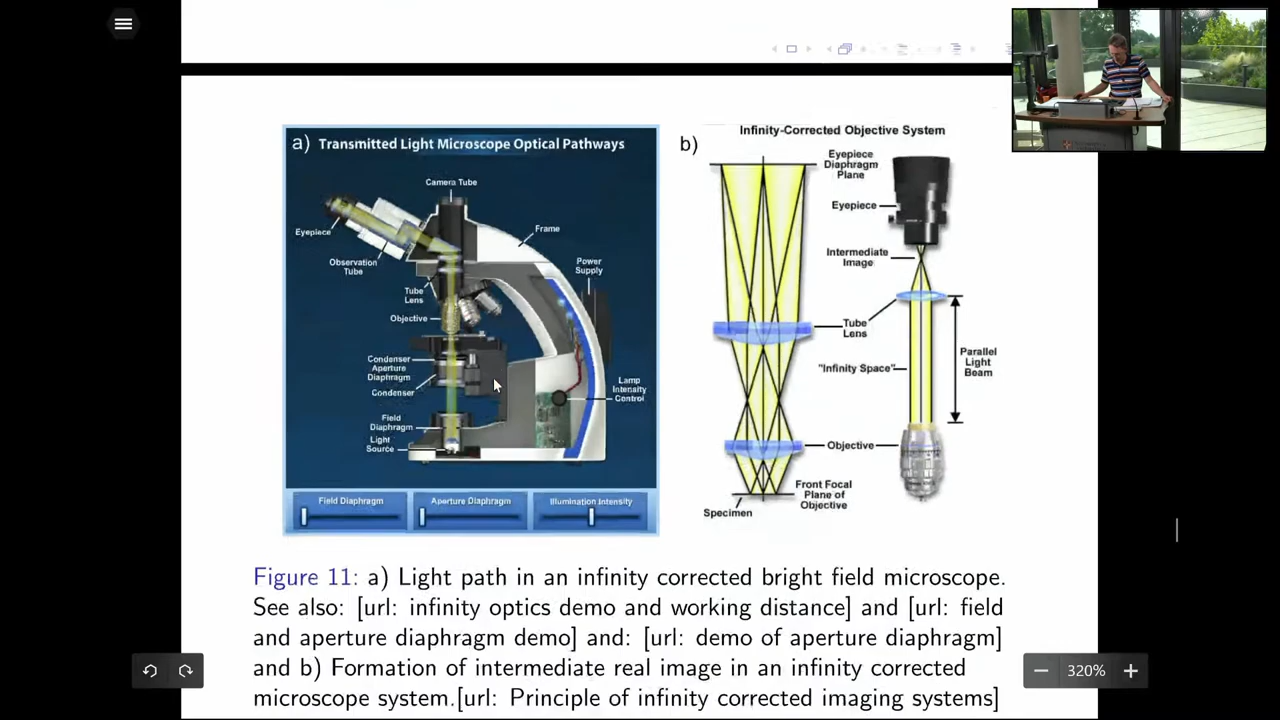 a) Transmitted Light Microscope Optical Pathways
Camera Tube
Eyepiece
Frame
Observation
Tube
Power
Supply
Tube
Lens
Objective
Condenser
Aperture
Diaphragm
Condenser
Lamp
Intensity
Control
Field
Diaphragm
Light
Source
Field Diaphragm
Aperture Diaphragm
Illumination Intensity
b)
Infinity-Corrected Objective System
Eyepiece
Diaphragm
Plane
Eyepiece
Intermediate
Image
Tube
Lens
"Infinity Space"
Parallel
Light
Beam
Objective
Front Focal
Plane of
Objective
Specimen
Figure 11: a) Light path in an infinity corrected bright field microscope.
See also: [url: infinity optics demo and working distance] and [url: field
and aperture diaphragm demo] and: [url: demo of aperture diaphragm]
and b) Formation of intermediate real image in an infinity corrected
microscope system.[url: Principle of infinity corrected imaging systems]
320%